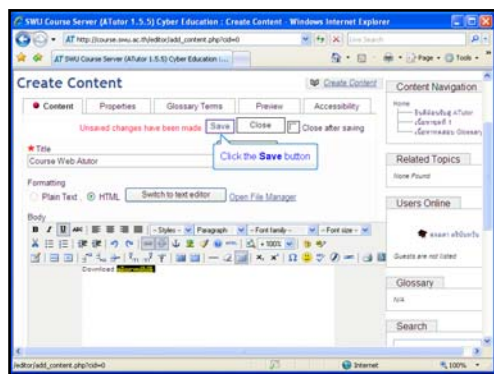 SWU Course Server (ATutor 1.5.5) Cyber Education : Create Content - Windows Internet Explorer
http://course.swu.ac.th/editor/add_content.php?cid=0
Live Search
SWU Course Server (ATutor 1.5.5) Cyber Education : ...
Page
Tools
Create Content
Create Content
Content
Properties
Glossary Terms
Preview
Accessibility
Unsaved changes have been made
Save
Close
Close after saving
Click the Save button
Title
Course Web Atutor
Formatting
Plain Text
HTML
Switch to text editor
Open File Manager
Body
- Styles -
Paragraph
- Font family -
- Font size -
100%
Download
Content Navigation
Home
Related Topics
None Found
Users Online
Guests are not listed
Glossary
N/A
Search
/editor/add_content.php?cid=0
Internet
100%